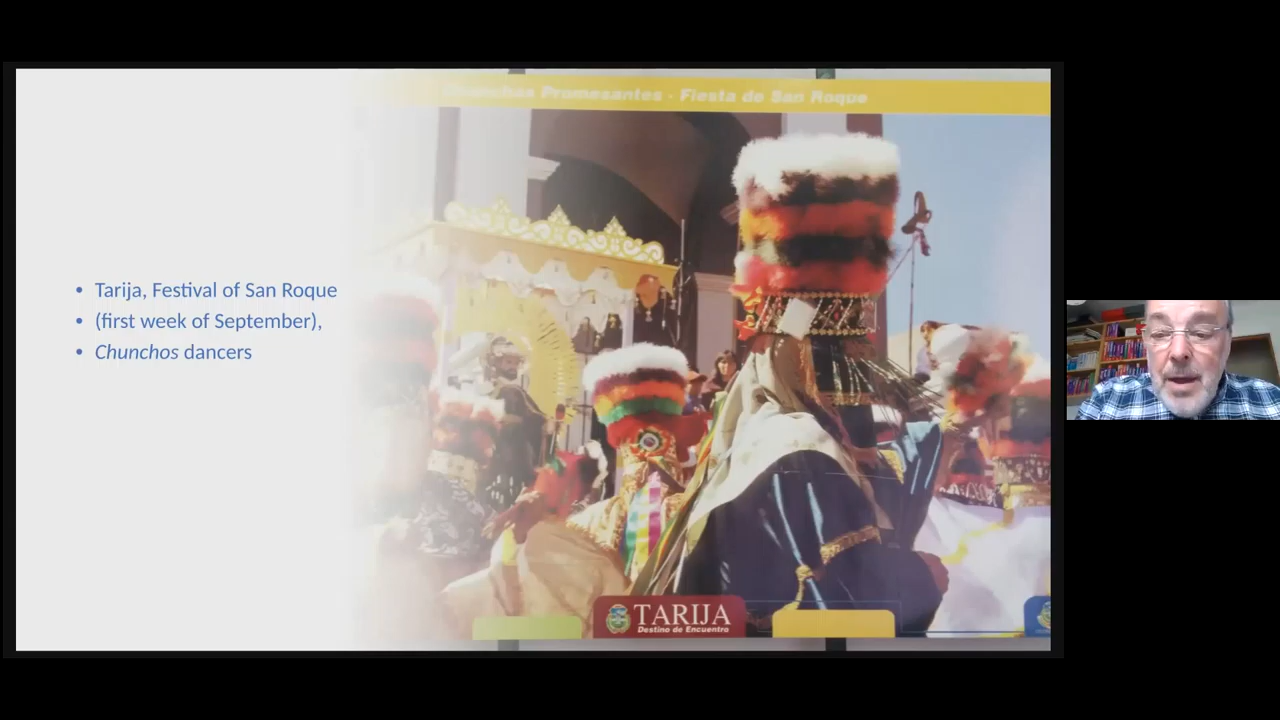 Chunchos Promesantes - Fiesta de San Roque
• Tarija, Festival of San Roque
• (first week of September),
• Chunchos dancers
TARIJA
Destino de Encuentro